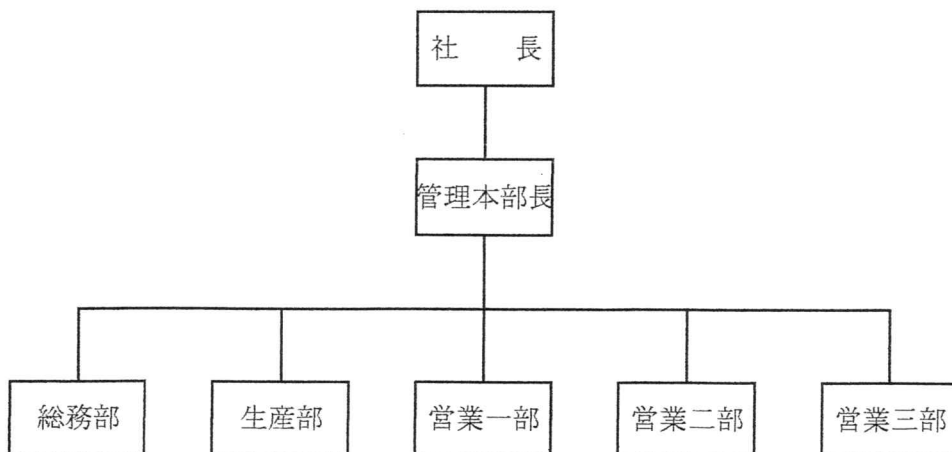 社　　長
管理本部長
総務部
生産部
営業一部
営業二部
営業三部